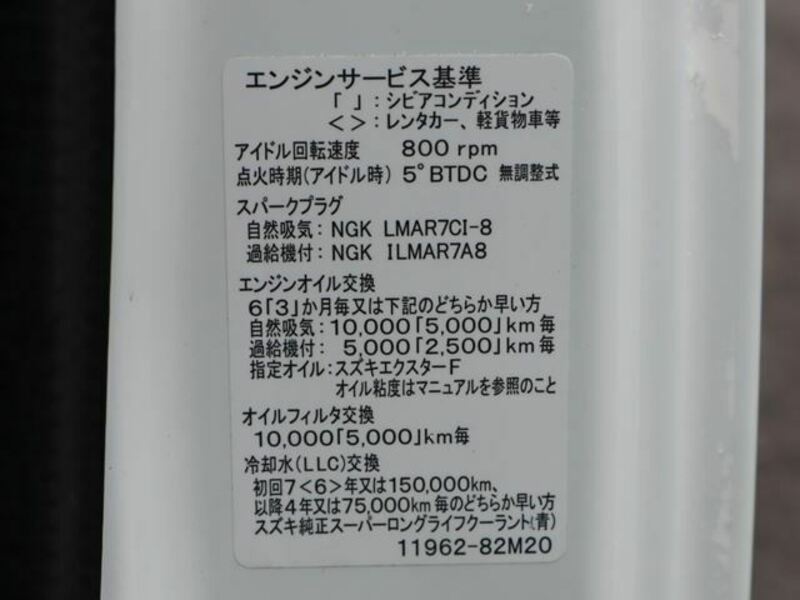 エンジンサービス基準
「 」:シビアコンディション
< >:レンタカー、軽貨物車等
アイドル回転速度 800 rpm
点火時期(アイドル時) 5°BTDC 無調整式
スパークプラグ
自然吸気:NGK LMAR7CI-8
過給機付:NGK ILMAR7A8
エンジンオイル交換
6「3」か月毎又は下記のどちらか早い方
自然吸気:10,000「5,000」km毎
過給機付: 5,000「2,500」km毎
指定オイル:スズキエクスターF
オイル粘度はマニュアルを参照のこと
オイルフィルタ交換
10,000「5,000」km毎
冷却水(LLC)交換
初回7<6>年又は150,000km、
以降4年又は75,000km毎のどちらか早い方
スズキ純正スーパーロングライフクーラント(青)
11962-82M20